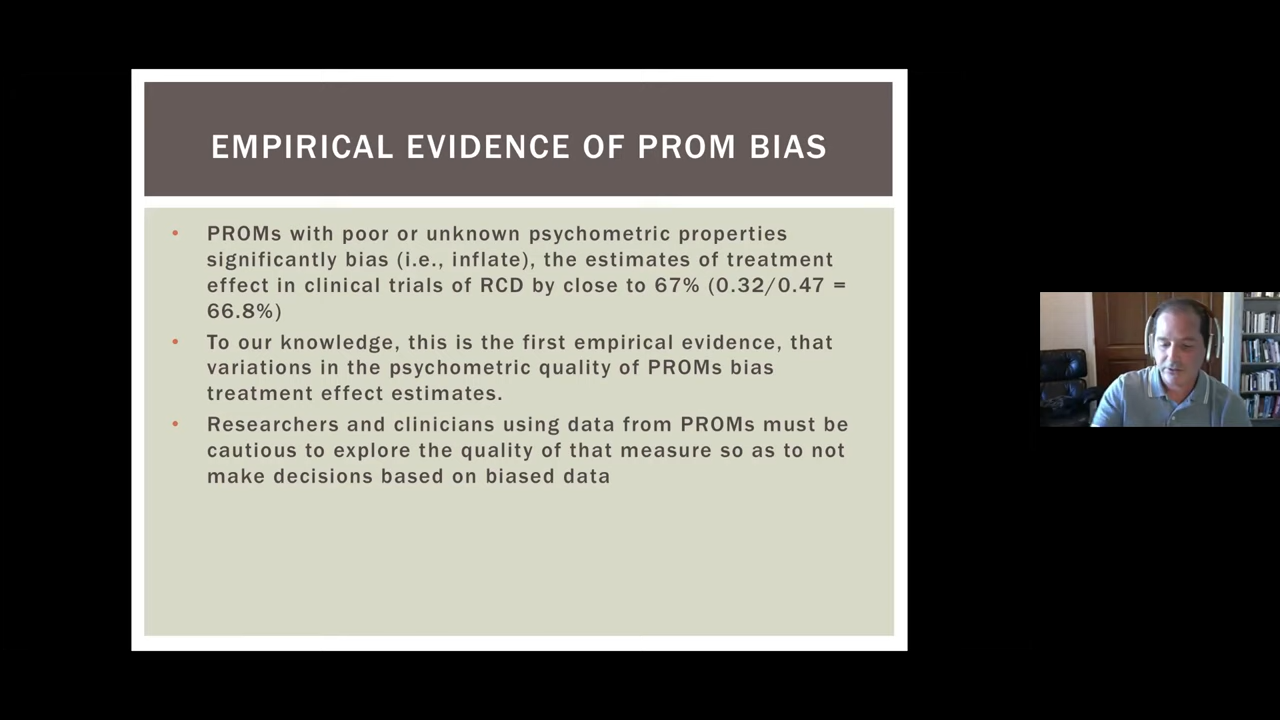 EMPIRICAL EVIDENCE OF PROM BIAS
• PROMs with poor or unknown psychometric properties
significantly bias (i.e., inflate), the estimates of treatment
effect in clinical trials of RCD by close to 67% (0.32/0.47 =
66.8%)
• To our knowledge, this is the first empirical evidence, that
variations in the psychometric quality of PROMs bias
treatment effect estimates.
• Researchers and clinicians using data from PROMs must be
cautious to explore the quality of that measure so as to not
make decisions based on biased data